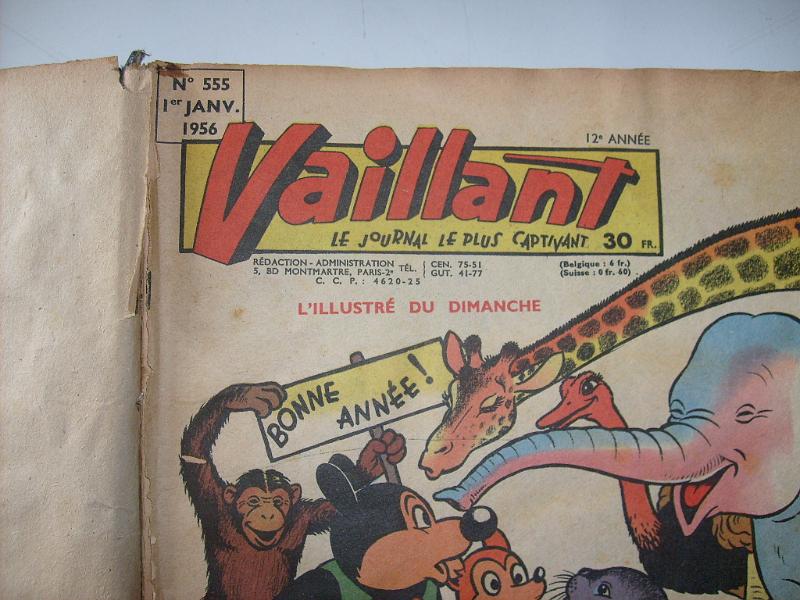 N° 555
1er JANV.
1956
12e ANNÉE
Vaillant
LE JOURNAL LE PLUS CAPTIVANT 30 FR.
RÉDACTION - ADMINISTRATION
5, BD MONTMARTRE, PARIS-2e TÉL. CEN. 75-51 GUT. 41-77
C. C. P. : 4620-25
(Belgique : 6 fr.)
(Suisse : 0 fr. 60)
L'ILLUSTRÉ DU DIMANCHE
BONNE
ANNÉE!